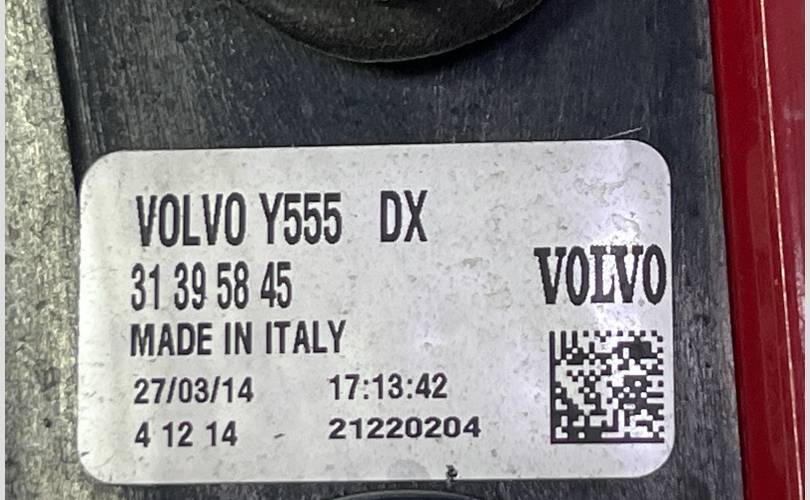 VOLVO Y555 DX
31 39 58 45
VOLVO
MADE IN ITALY
27/03/14 17:13:42
4 12 14 - 21220204